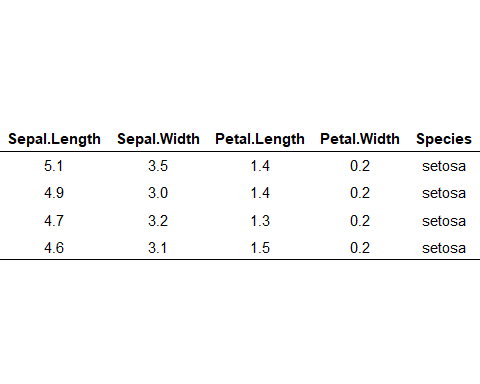 Sepal.Length Sepal.Width Petal.Length Petal.Width Species
5.1 3.5 1.4 0.2 setosa
4.9 3.0 1.4 0.2 setosa
4.7 3.2 1.3 0.2 setosa
4.6 3.1 1.5 0.2 setosa